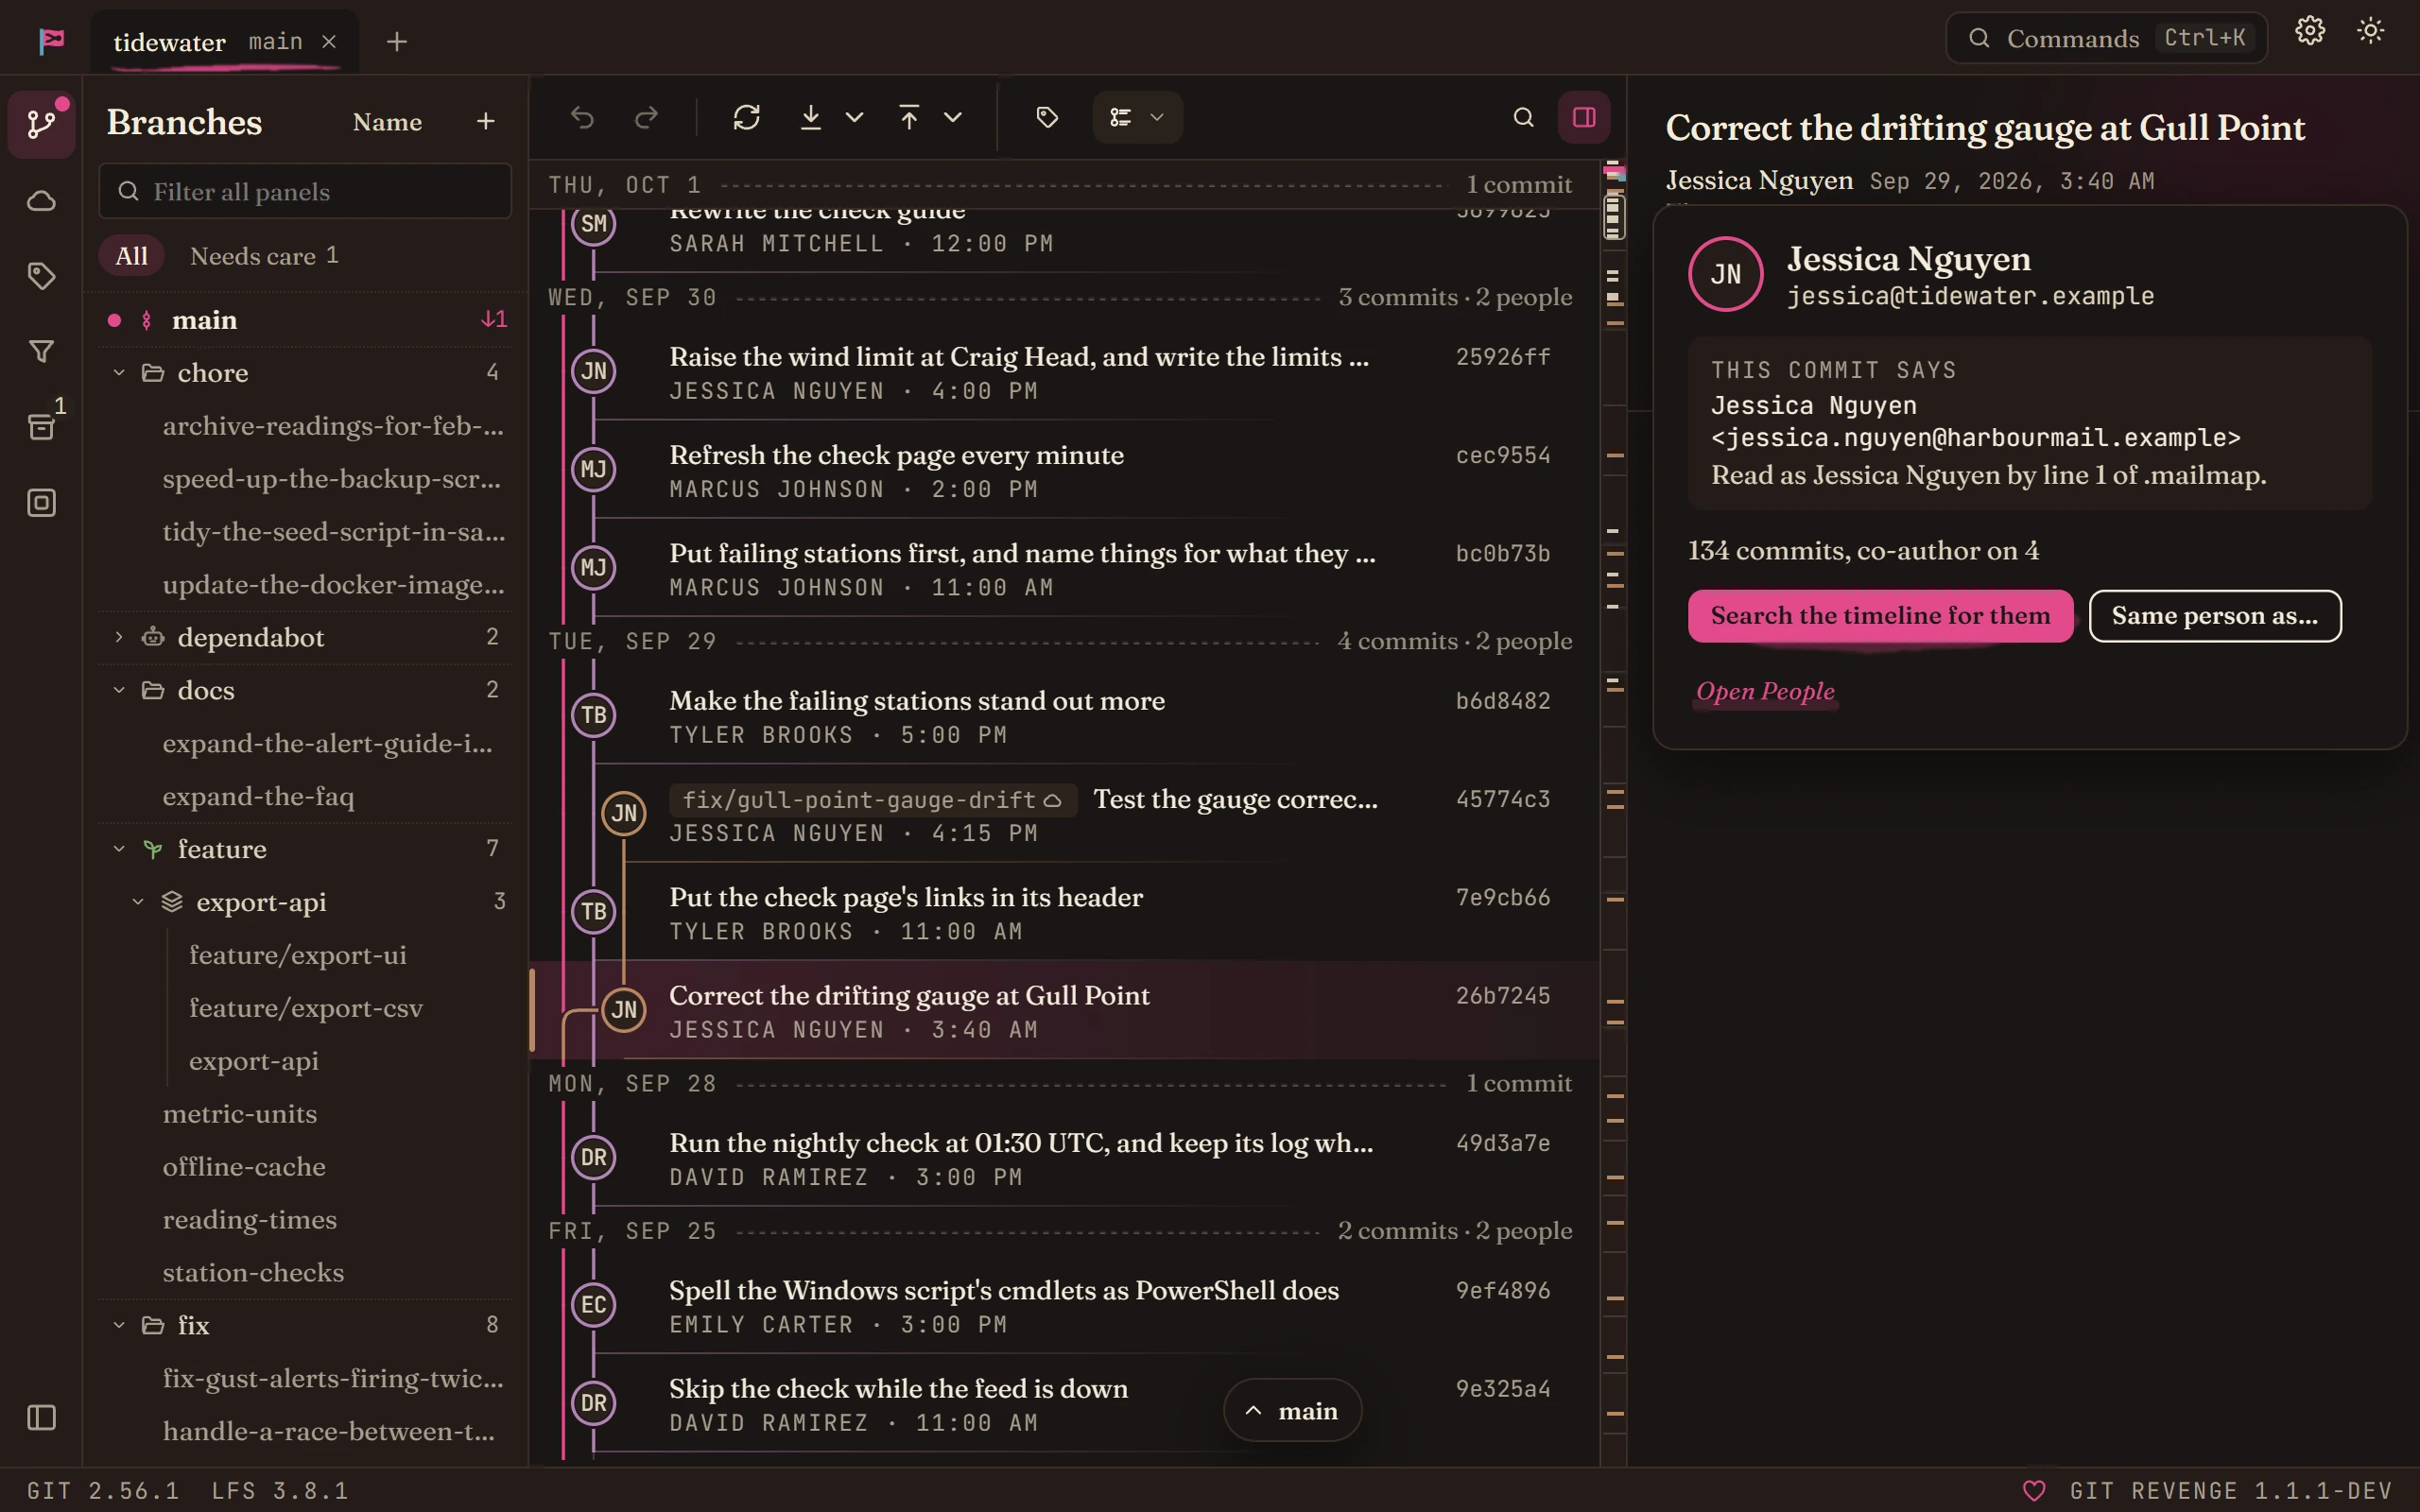 tidewater main
Commands Ctrl+K
Branches Name
Filter all panels
All Needs care 1
main ↓1
chore 4
archive-readings-for-feb-...
speed-up-the-backup-scr...
tidy-the-seed-script-in-sa...
update-the-docker-image...
dependabot 2
docs 2
expand-the-alert-guide-i...
expand-the-faq
feature 7
export-api 3
feature/export-ui
feature/export-csv
export-api
metric-units
offline-cache
reading-times
station-checks
fix 8
fix-gust-alerts-firing-twic...
handle-a-race-between-t...
1
THU, OCT 1 1 commit
SM Rewrite the check guide
SARAH MITCHELL · 12:00 PM
WED, SEP 30 3 commits · 2 people
JN Raise the wind limit at Craig Head, and write the limits ... 25926ff
JESSICA NGUYEN · 4:00 PM
MJ Refresh the check page every minute cec9554
MARCUS JOHNSON · 2:00 PM
MJ Put failing stations first, and name things for what they ... bc0b73b
MARCUS JOHNSON · 11:00 AM
TUE, SEP 29 4 commits · 2 people
TB Make the failing stations stand out more b6d8482
TYLER BROOKS · 5:00 PM
JN fix/gull-point-gauge-drift Test the gauge correc... 45774c3
JESSICA NGUYEN · 4:15 PM
TB Put the check page's links in its header 7e9cb66
TYLER BROOKS · 11:00 AM
JN Correct the drifting gauge at Gull Point 26b7245
JESSICA NGUYEN · 3:40 AM
MON, SEP 28 1 commit
DR Run the nightly check at 01:30 UTC, and keep its log wh... 49d3a7e
DAVID RAMIREZ · 3:00 PM
FRI, SEP 25 2 commits · 2 people
EC Spell the Windows script's cmdlets as PowerShell does 9ef4896
EMILY CARTER · 3:00 PM
DR Skip the check while the feed is down 9e325a4
DAVID RAMIREZ · 11:00 AM
main
Correct the drifting gauge at Gull Point
Jessica Nguyen Sep 29, 2026, 3:40 AM
JN Jessica Nguyen
jessica@tidewater.example
THIS COMMIT SAYS
Jessica Nguyen
<jessica.nguyen@harbourmail.example>
Read as Jessica Nguyen by line 1 of .mailmap.
134 commits, co-author on 4
Search the timeline for them Same person as...
Open People
GIT 2.56.1 LFS 3.8.1
GIT REVENGE 1.1.1-DEV